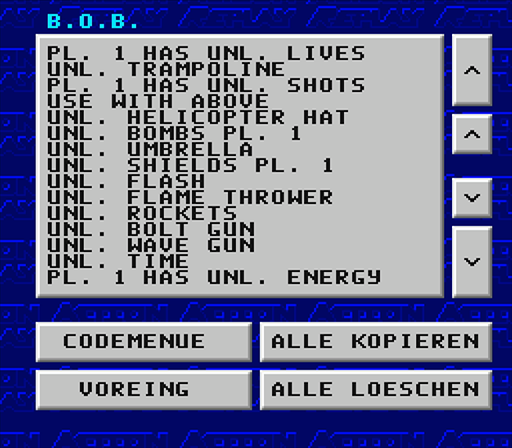 B.O.B.
PL. 1 HAS UNL. LIVES
UNL. TRAMPOLINE
PL. 1 HAS UNL. SHOTS
USE WITH ABOVE
UNL. HELICOPTER HAT
UNL. BOMBS PL. 1
UNL. UMBRELLA
UNL. SHIELDS PL. 1
UNL. FLASH
UNL. FLAME THROWER
UNL. ROCKETS
UNL. BOLT GUN
UNL. WAVE GUN
UNL. TIME
PL. 1 HAS UNL. ENERGY
CODEMENUE
ALLE KOPIEREN
VOREING
ALLE LOESCHEN